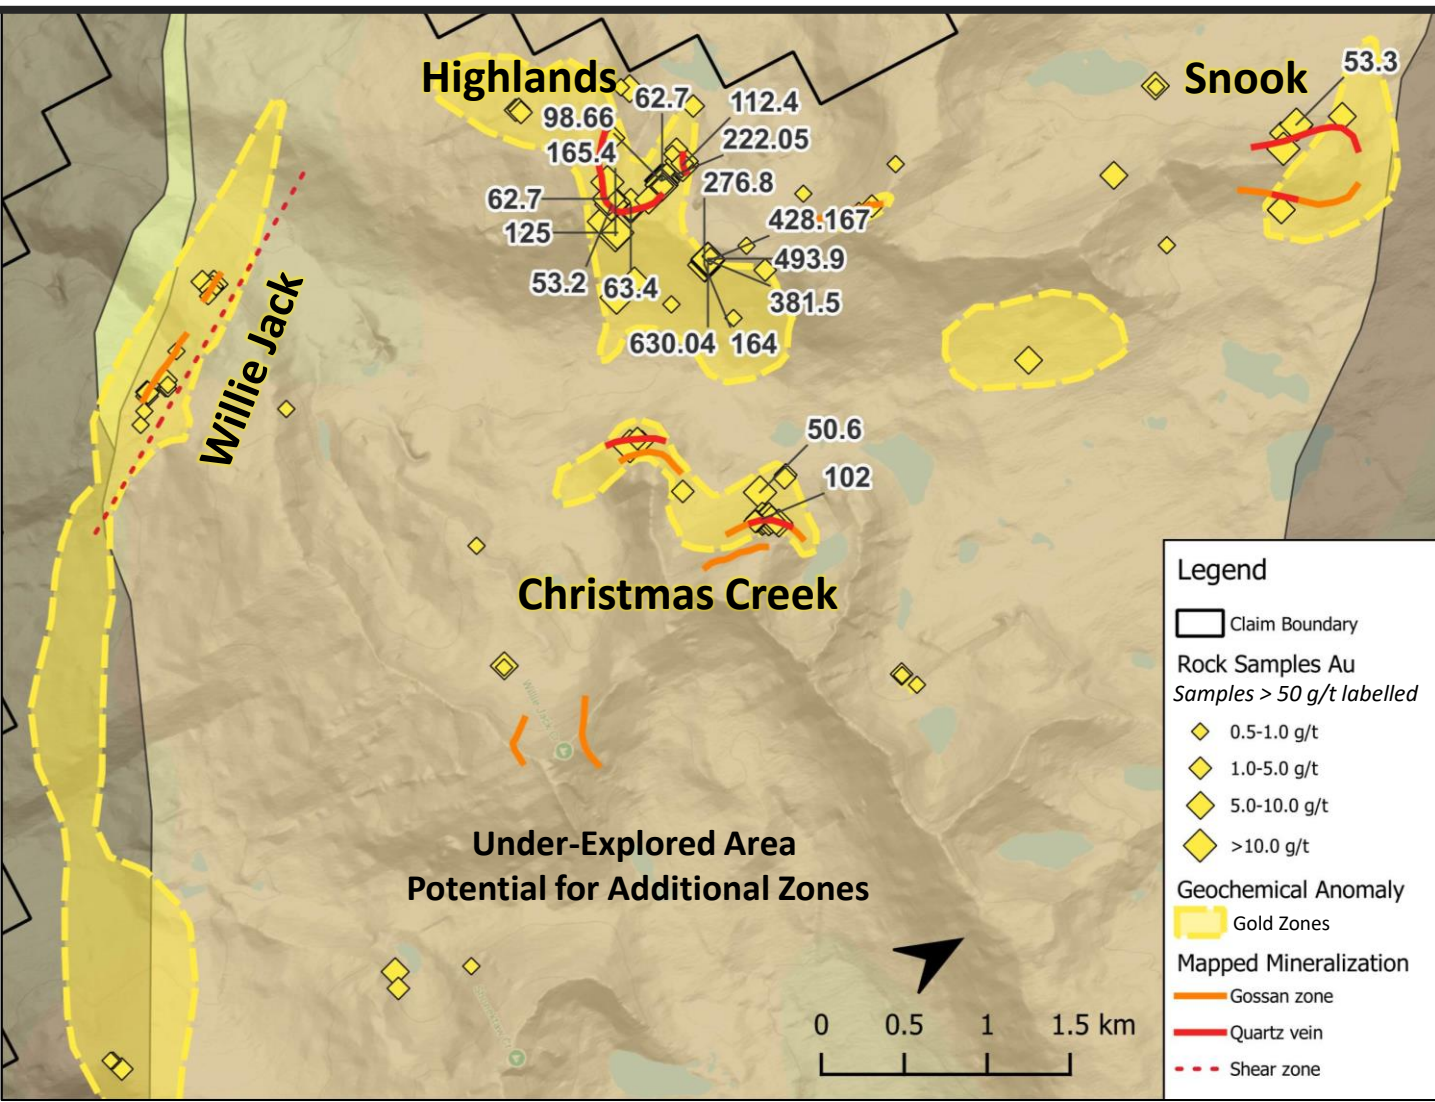 Highlands
Snook
53.3
62.7
112.4
98.66
222.05
165.4
276.8
62.7
428.167
125
493.9
53.2
63.4
381.5
630.04
164
Willie Jack
50.6
102
Christmas Creek
Under-Explored Area
Potential for Additional Zones
0 0.5 1 1.5 km
Legend
Claim Boundary
Rock Samples Au
Samples > 50 g/t labelled
0.5-1.0 g/t
1.0-5.0 g/t
5.0-10.0 g/t
>10.0 g/t
Geochemical Anomaly
Gold Zones
Mapped Mineralization
Gossan zone
Quartz vein
Shear zone